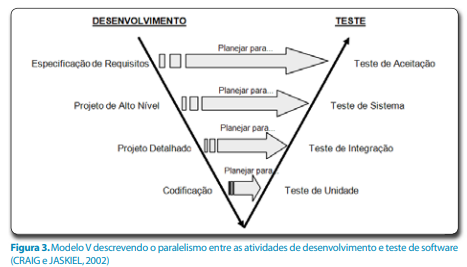 DESENVOLVIMENTO TESTE
Planejar para...
Especificação de Requisitos Teste de Aceitação
Planejar para...
Projeto de Alto Nível Teste de Sistema
Planejar para...
Projeto Detalhado Teste de Integração
Planejar para...
Codificação Teste de Unidade
Figura 3. Modelo V descrevendo o paralelismo entre as atividades de desenvolvimento e teste de software
(CRAIG e JASKIEL, 2002)